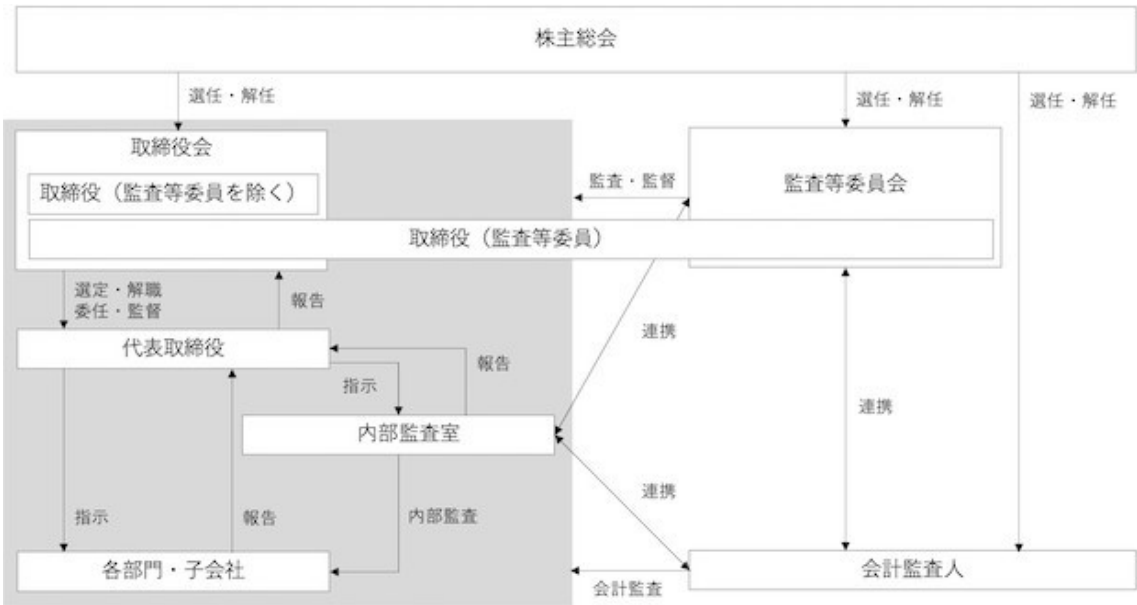 株主総会
選任・解任
選任・解任
選任・解任
取締役会
取締役（監査等委員を除く）
監査・監督
監査等委員会
取締役（監査等委員）
選定・解職
委任・監督
報告
連携
代表取締役
報告
指示
内部監査室
連携
連携
指示
報告
内部監査
各部門・子会社
会計監査
会計監査人